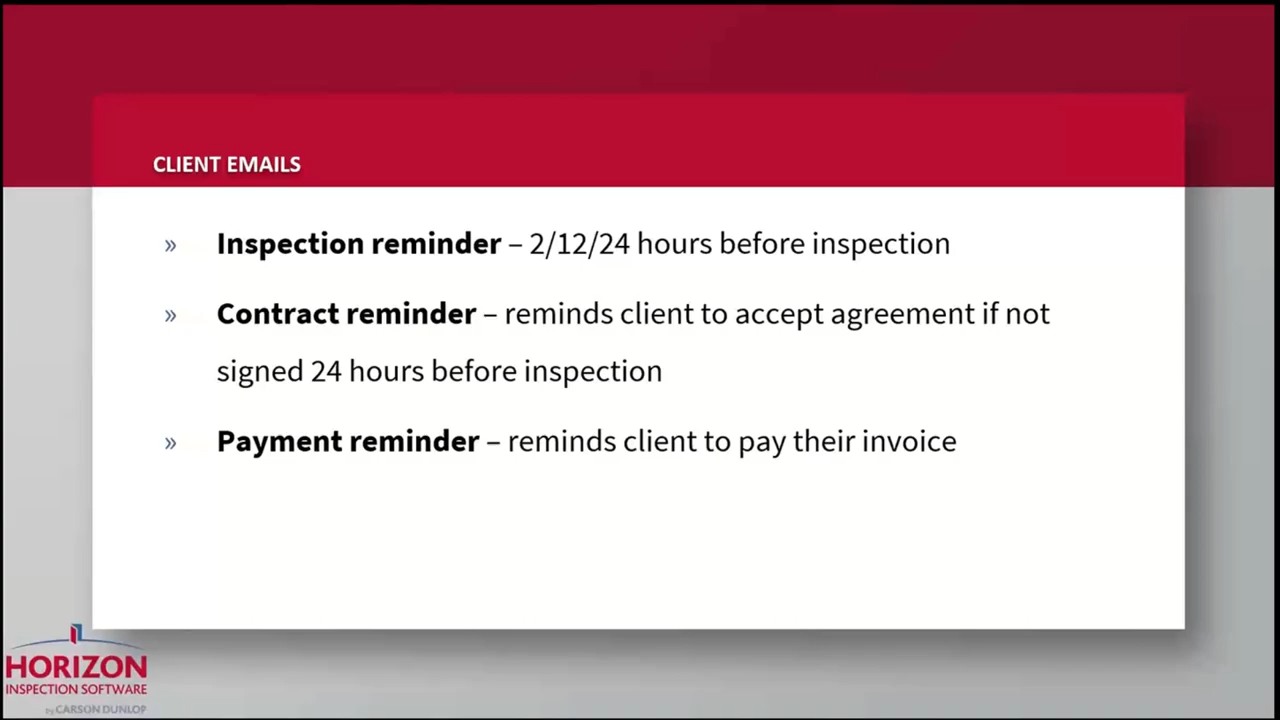 CLIENT EMAILS
» Inspection reminder – 2/12/24 hours before inspection
» Contract reminder – reminds client to accept agreement if not
signed 24 hours before inspection
» Payment reminder – reminds client to pay their invoice
HORIZON
INSPECTION SOFTWARE
by CARSON DUNLOP